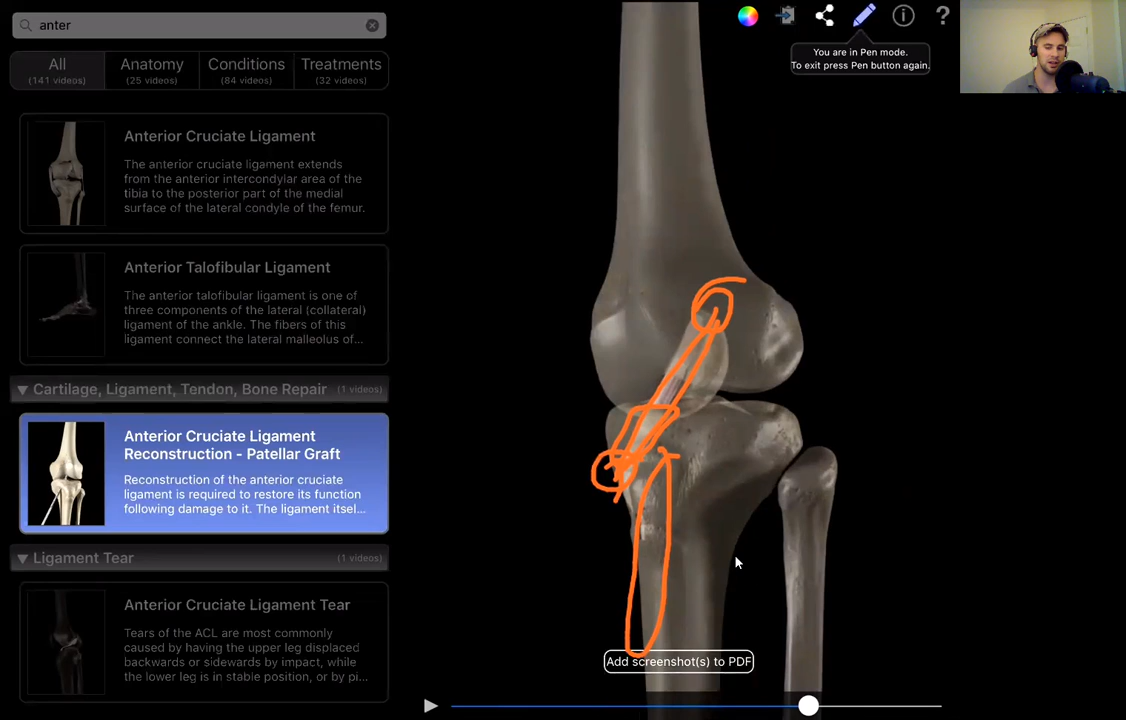 anter
All
Anatomy
Conditions
Treatments
(141 videos)
(25 videos)
(84 videos)
(32 videos)
You are in Pen mode.
To exit press Pen button again.
Anterior Cruciate Ligament
The anterior cruciate ligament extends
from the anterior intercondylar area of the
tibia to the posterior part of the medial
surface of the lateral condyle of the femur.
Anterior Talofibular Ligament
The anterior talofibular ligament is one of
three components of the lateral (collateral)
ligament of the ankle. The fibers of this
ligament connect the lateral malleolus of...
Cartilage, Ligament, Tendon, Bone Repair (1 videos)
Anterior Cruciate Ligament
Reconstruction - Patellar Graft
Reconstruction of the anterior cruciate
ligament is required to restore its function
following damage to it. The ligament itsel...
Ligament Tear (1 videos)
Anterior Cruciate Ligament Tear
Tears of the ACL are most commonly
caused by having the upper leg displaced
backwards or sideways by impact, while
the lower leg is in stable position, or by pi...
Add screenshot(s) to PDF